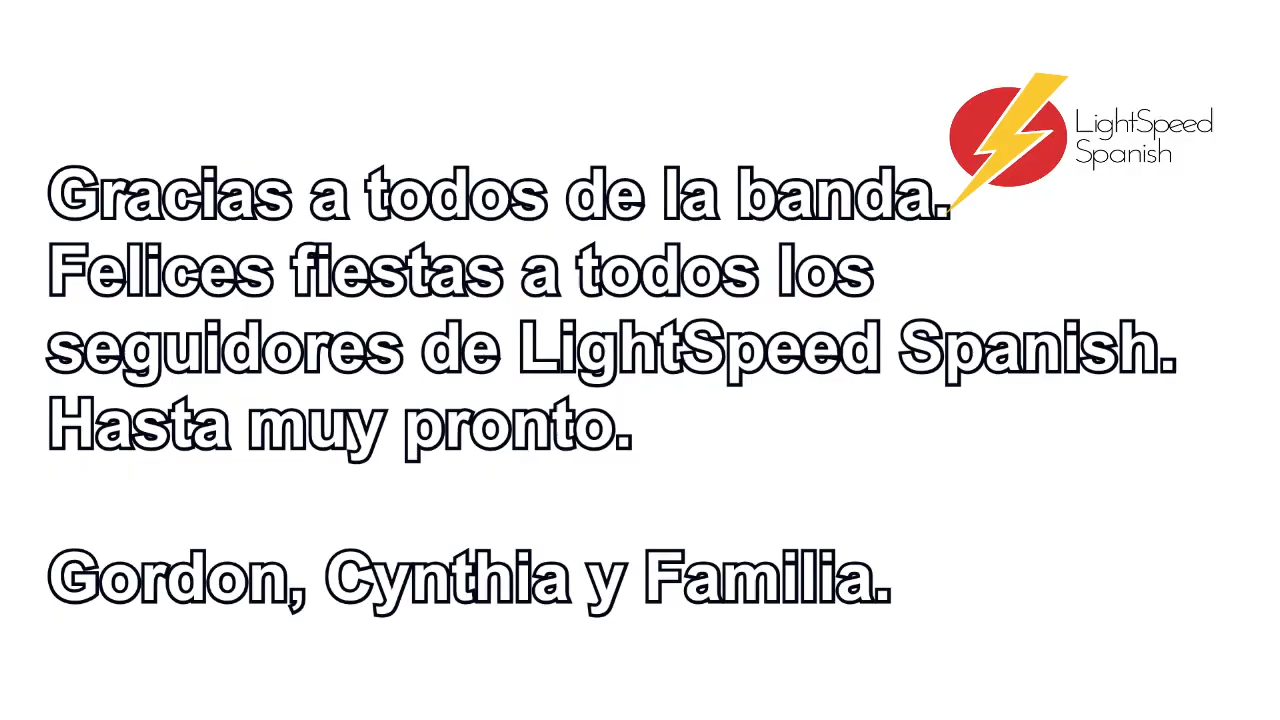 LightSpeed
Spanish
Gracias a todos de la banda.
Felices fiestas a todos los
seguidores de LightSpeed Spanish.
Hasta muy pronto.
Gordon, Cynthia y Familia.